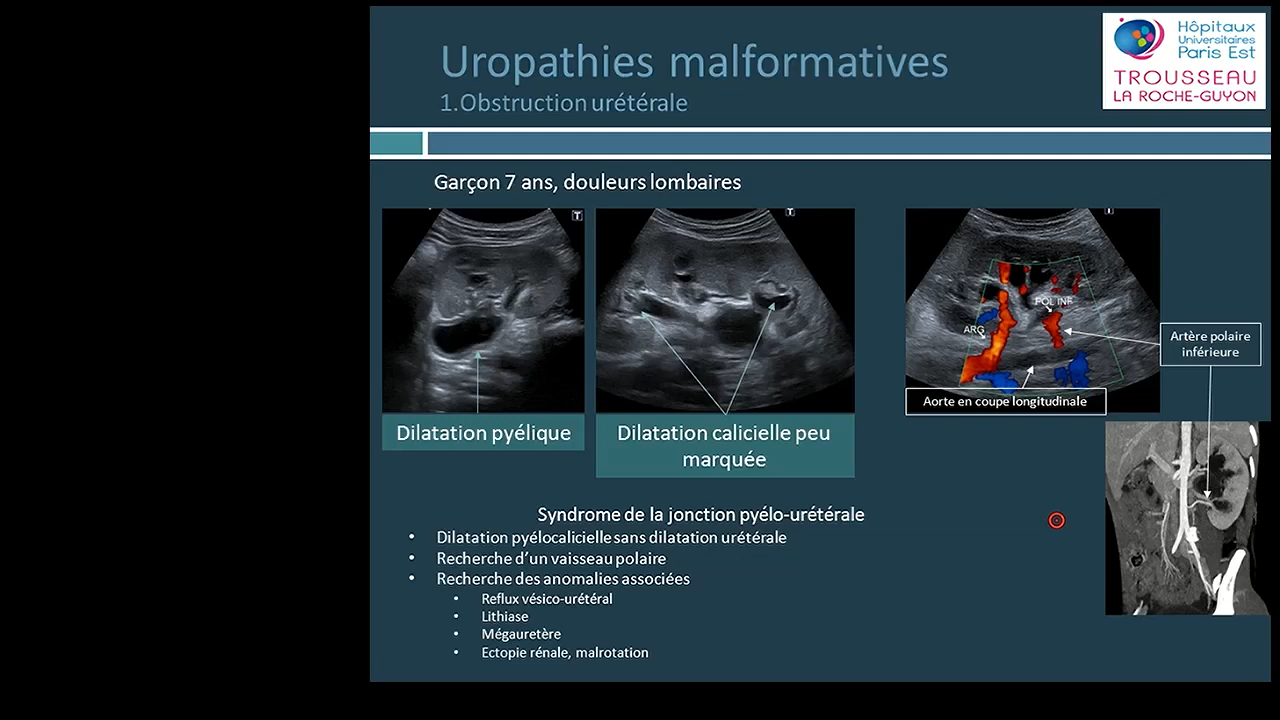 Uropathies malformatives
1.Obstruction urétérale
Hôpitaux
Universitaires
Paris Est
TROUSSEAU
LA ROCHE-GUYON
Garçon 7 ans, douleurs lombaires
T
T
ARG
POL INF
Artère polaire
inférieure
Aorte en coupe longitudinale
Dilatation pyélique
Dilatation calicielle peu
marquée
Syndrome de la jonction pyélo-urétérale
• Dilatation pyélocalicielle sans dilatation urétérale
• Recherche d'un vaisseau polaire
• Recherche des anomalies associées
• Reflux vésico-urétéral
• Lithiase
• Mégauretère
• Ectopie rénale, malrotation